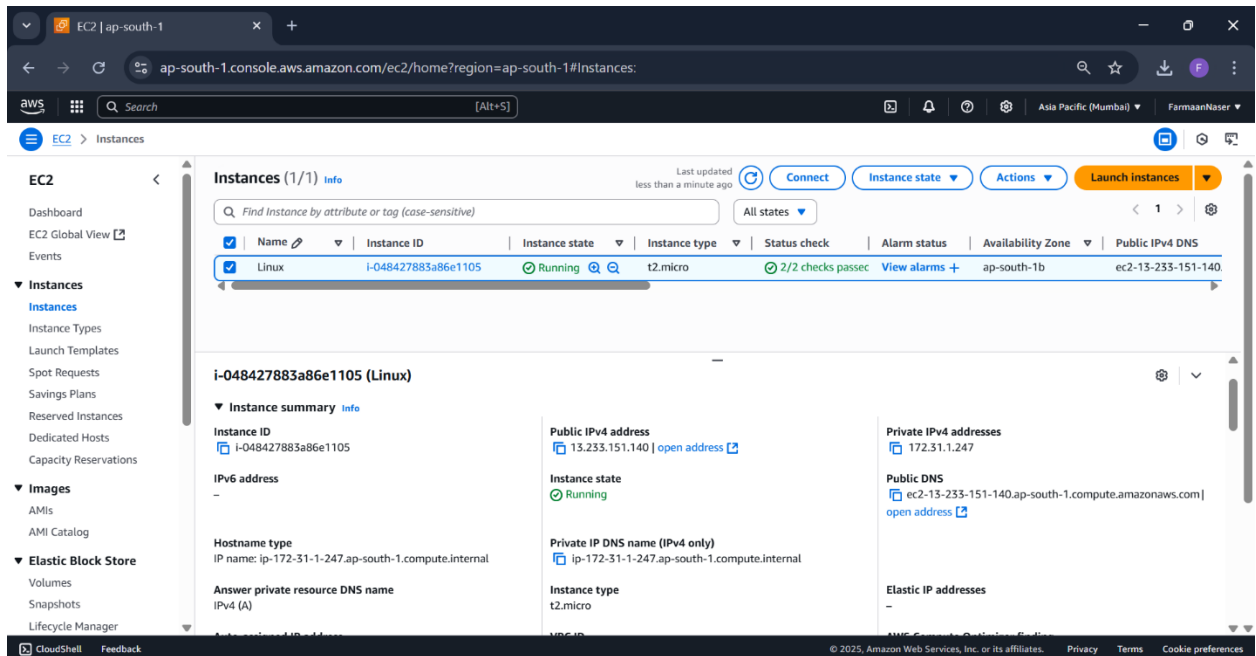 EC2 | ap-south-1
ap-south-1.console.aws.amazon.com/ec2/home?region=ap-south-1#Instances:
F
aws Search [Alt+S] Asia Pacific (Mumbai) FarmaanNaser
EC2 > Instances
EC2
Dashboard
EC2 Global View
Events
Instances
Instances
Instance Types
Launch Templates
Spot Requests
Savings Plans
Reserved Instances
Dedicated Hosts
Capacity Reservations
Images
AMIs
AMI Catalog
Elastic Block Store
Volumes
Snapshots
Lifecycle Manager
Instances (1/1) Info
Last updated
less than a minute ago
Connect Instance state Actions Launch instances
Find Instance by attribute or tag (case-sensitive) All states 1
Name Instance ID Instance state Instance type Status check Alarm status Availability Zone Public IPv4 DNS
Linux i-048427883a86e1105 Running t2.micro 2/2 checks passec View alarms + ap-south-1b ec2-13-233-151-140.
i-048427883a86e1105 (Linux)
Instance summary Info
Instance ID Public IPv4 address Private IPv4 addresses
i-048427883a86e1105 13.233.151.140 | open address 172.31.1.247
IPv6 address Instance state Public DNS
– Running ec2-13-233-151-140.ap-south-1.compute.amazonaws.com |
open address
Hostname type Private IP DNS name (IPv4 only)
IP name: ip-172-31-1-247.ap-south-1.compute.internal ip-172-31-1-247.ap-south-1.compute.internal
Answer private resource DNS name Instance type Elastic IP addresses
IPv4 (A) t2.micro –
CloudShell Feedback © 2025, Amazon Web Services, Inc. or its affiliates. Privacy Terms Cookie preferences